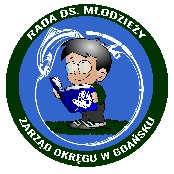 RADA DS. MŁODZIEŻY
ZARZĄD OKRĘGU W GDAŃSKU